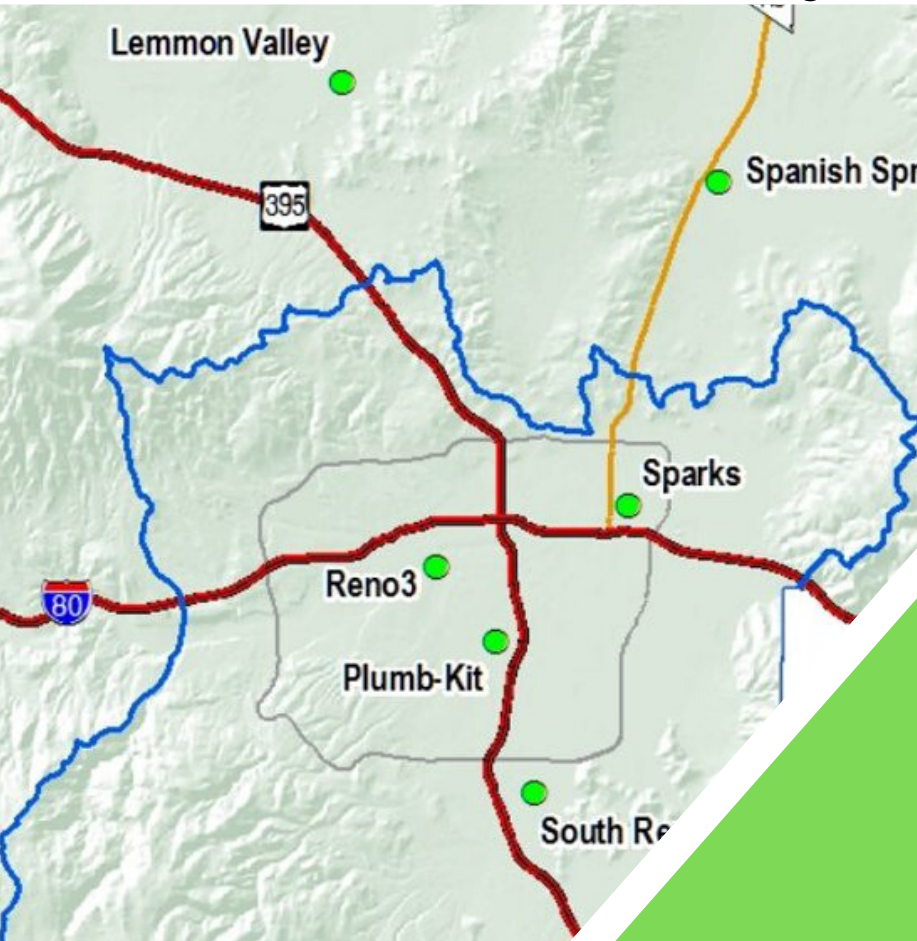 Lemmon Valley
395
Spanish Spr
Sparks
Reno3
80
Plumb-Kit
South Re